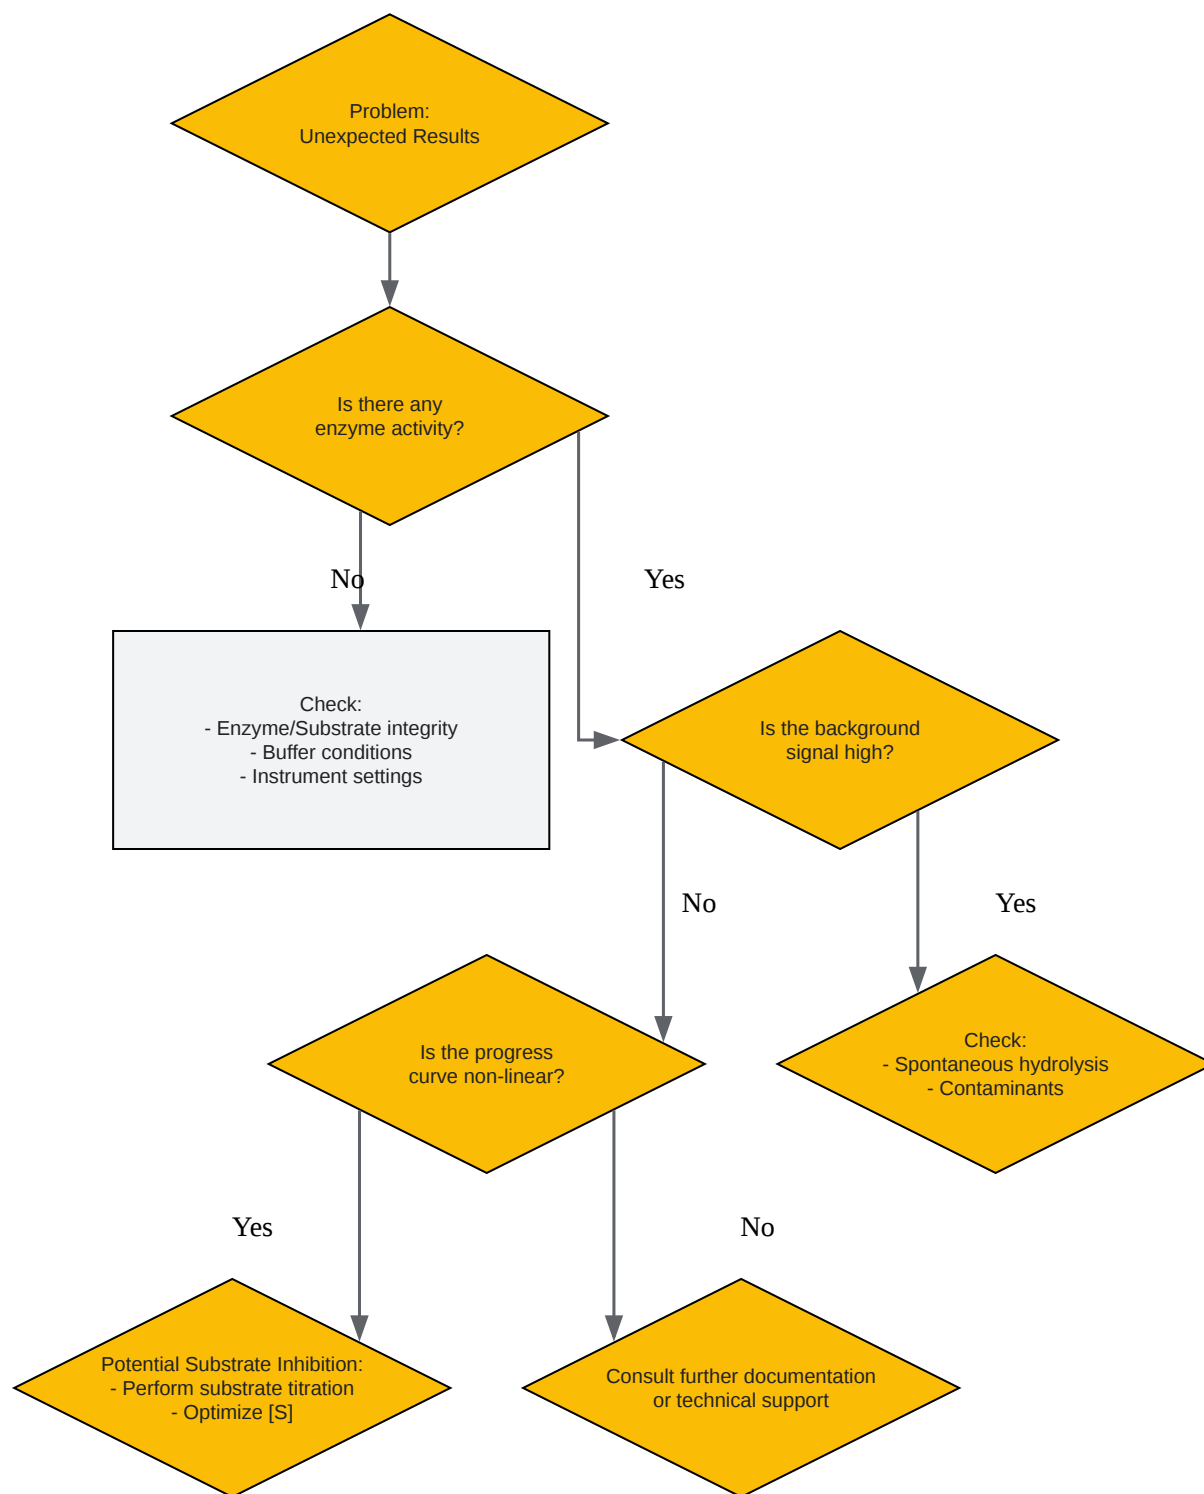 Problem:
Unexpected Results
Is there any
enzyme activity?
No
Yes
Check:
- Enzyme/Substrate integrity
- Buffer conditions
- Instrument settings
Is the background
signal high?
No
Yes
Is the progress
curve non-linear?
Check:
- Spontaneous hydrolysis
- Contaminants
Yes
No
Potential Substrate Inhibition:
- Perform substrate titration
- Optimize [S]
Consult further documentation
or technical support